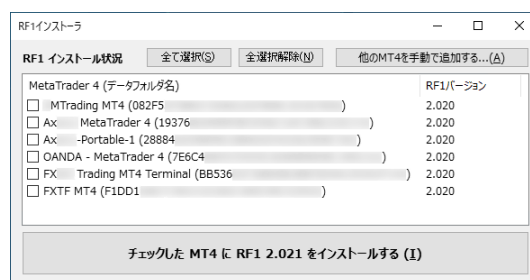 RF1インストーラ
RF1 インストール状況 全て選択(S) 全選択解除(N) 他のMT4を手動で追加する...(A)
MetaTrader 4 (データフォルダ名) RF1バージョン
MTrading MT4 (082F5 ) 2.020
Ax MetaTrader 4 (19376 ) 2.020
Ax -Portable-1 (28884 ) 2.020
OANDA - MetaTrader 4 (7E6C4 ) 2.020
FX Trading MT4 Terminal (BB536 ) 2.020
FXTF MT4 (F1DD1 ) 2.020
チェックした MT4 に RF1 2.021 をインストールする (I)